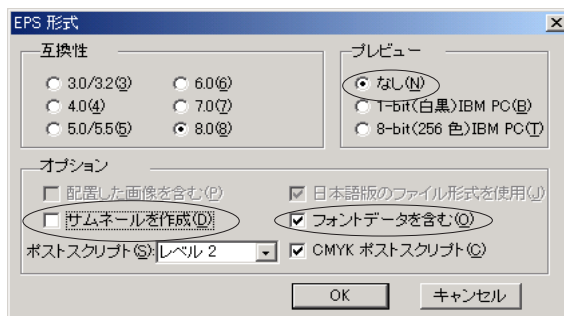 EPS 形式
互換性
3.0/3.2(3)
6.0(6)
4.0(4)
7.0(7)
5.0/5.5(5)
8.0(8)
プレビュー
なし(N)
1-bit(白黒)IBM PC(B)
8-bit(256 色)IBM PC(T)
オプション
配置した画像を含む(P)
日本語版のファイル形式を使用(J)
サムネールを作成(D)
フォントデータを含む(O)
ポストスクリプト(S): レベル 2
CMYK ポストスクリプト(C)
OK
キャンセル